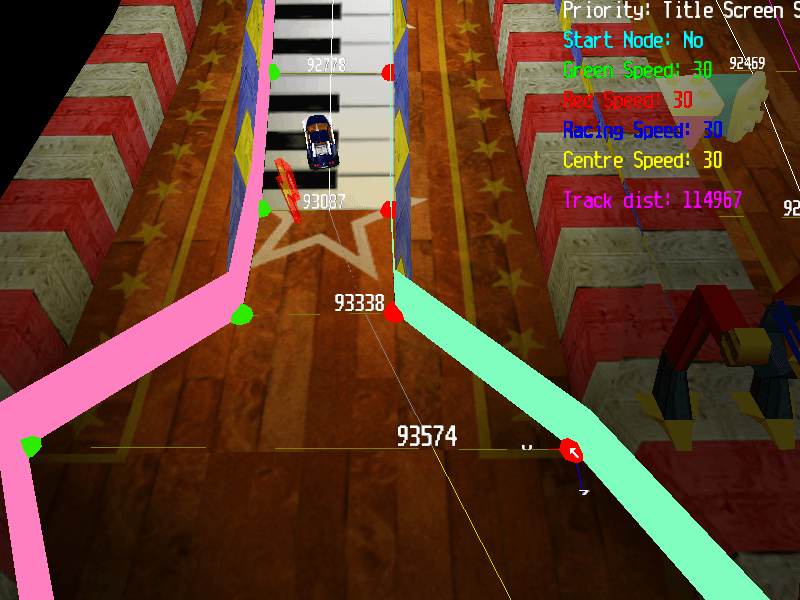 Priority: Title Screen S
Start Node: No
92778
92469
Green Speed: 30
Red Speed: 30
Racing Speed: 30
Centre Speed: 30
93087
Track dist: 114967
92
93338
93574